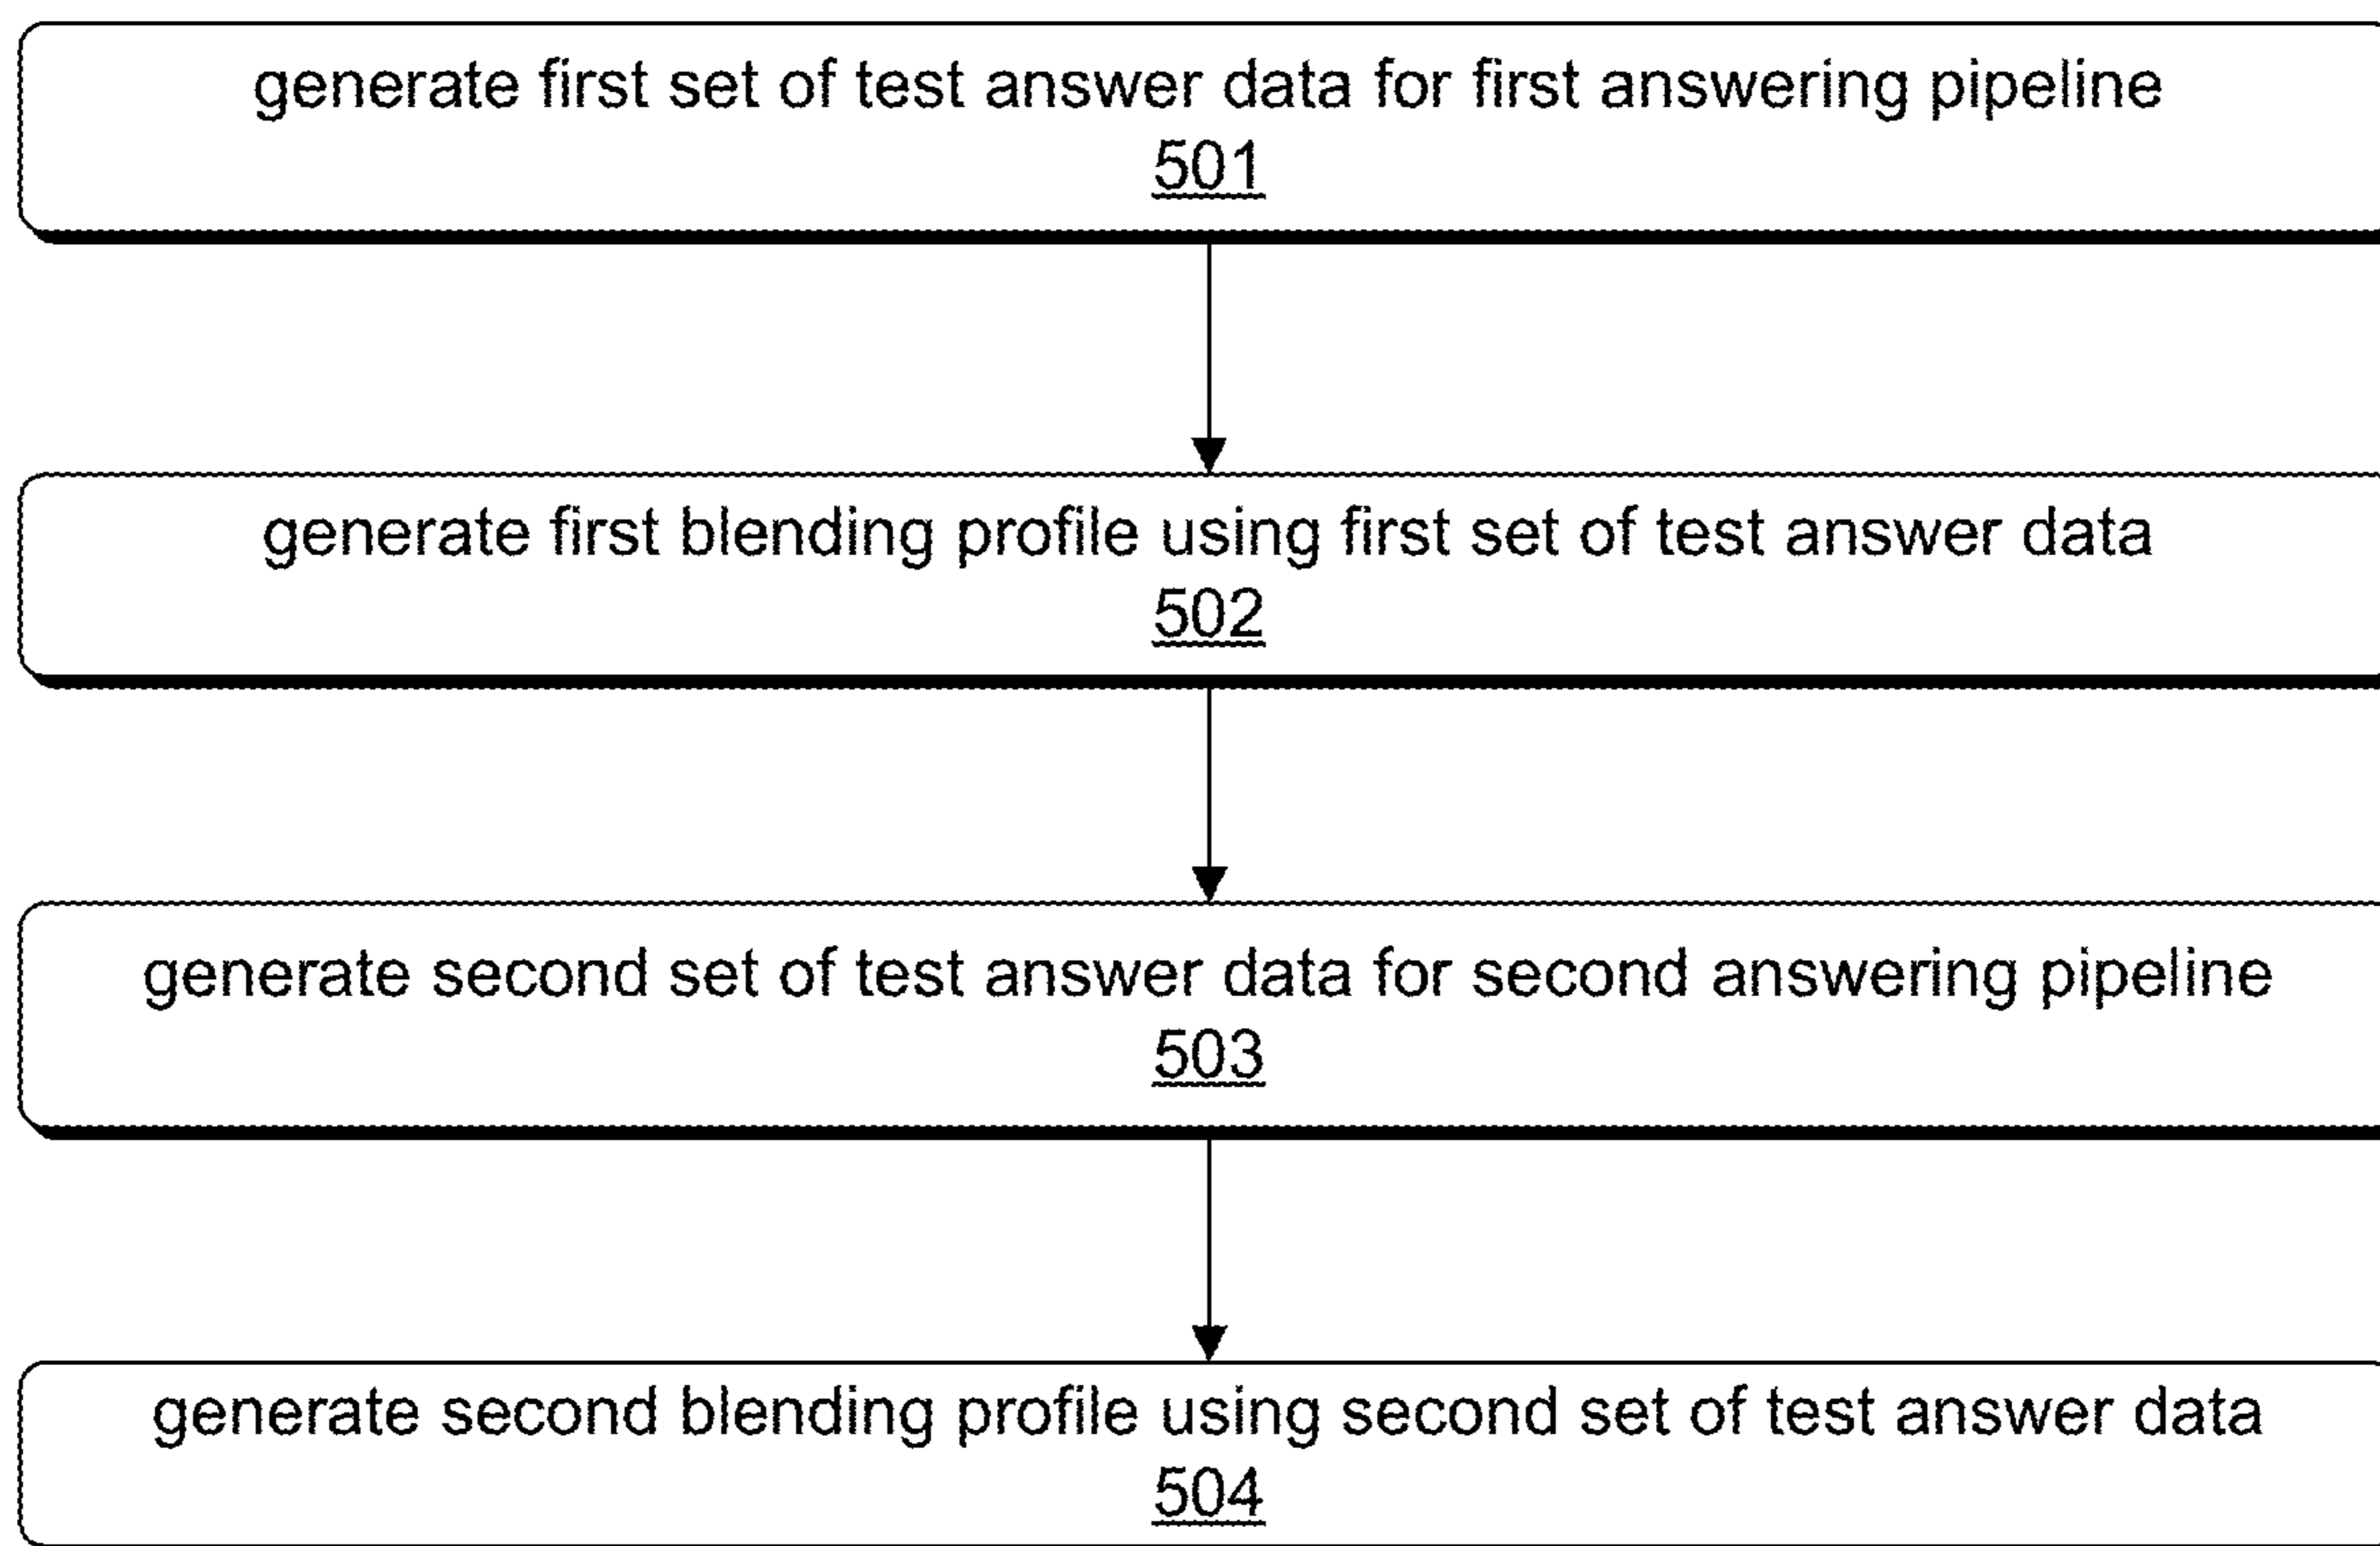 generate first set of test answer data for first answering pipeline
501
generate first blending profile using first set of test answer data
502
generate second set of test answer data for second answering pipeline
503
generate second blending profile using second set of test answer data
504